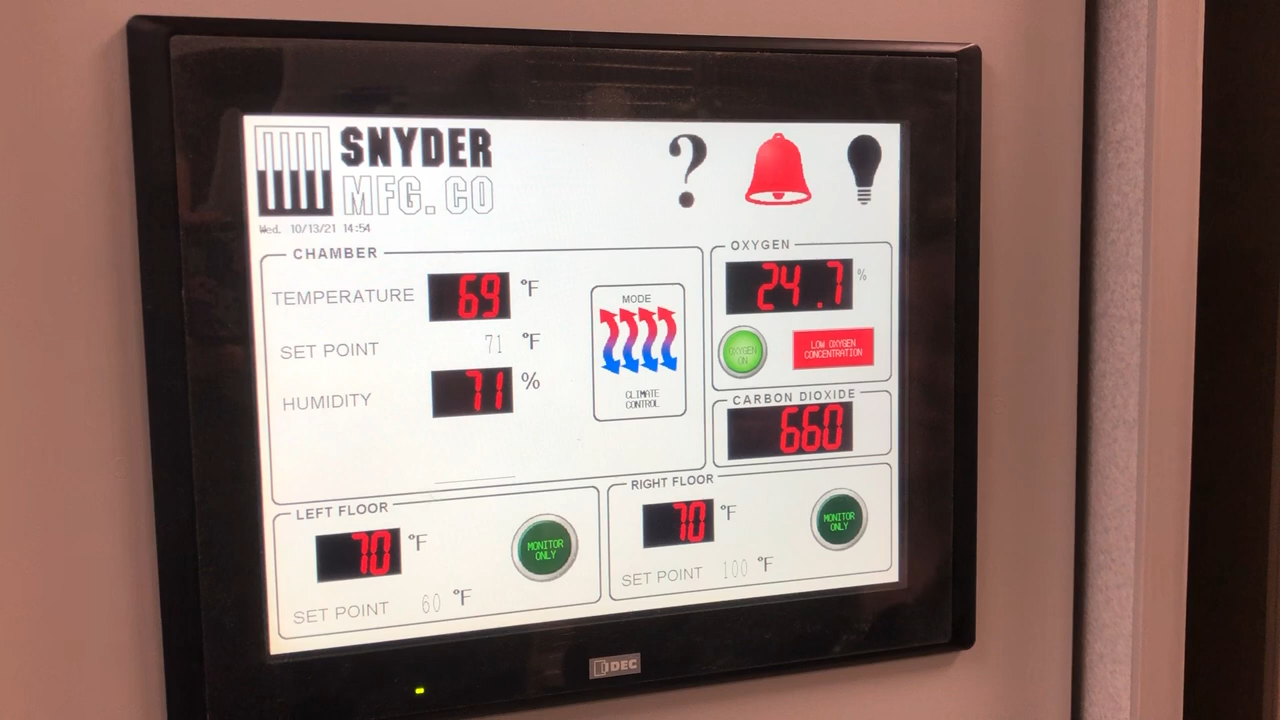 SNYDER
MFG. CO
?
Wed. 10/13/21 14:54
CHAMBER
TEMPERATURE 69 °F
SET POINT 71 °F
HUMIDITY 71 %
MODE
CLIMATE
CONTROL
OXYGEN
24.7 %
OXYGEN
ON
LOW OXYGEN
CONCENTRATION
CARBON DIOXIDE
660
LEFT FLOOR
70 °F
MONITOR
ONLY
SET POINT 60 °F
RIGHT FLOOR
70 °F
MONITOR
ONLY
SET POINT 100 °F
IDEC